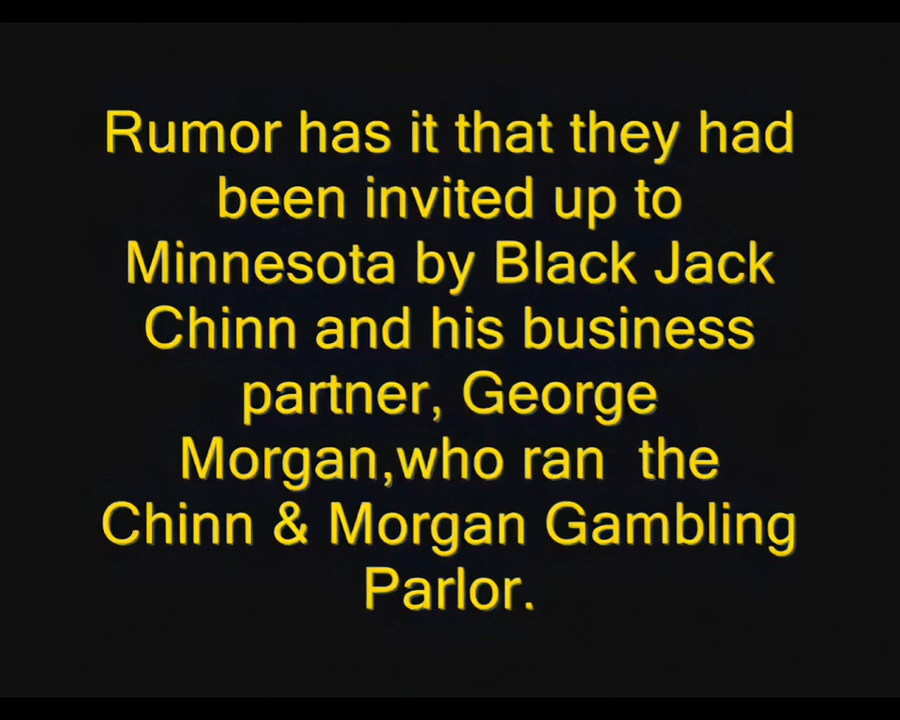 Rumor has it that they had
been invited up to
Minnesota by Black Jack
Chinn and his business
partner, George
Morgan,who ran  the
Chinn & Morgan Gambling
Parlor.